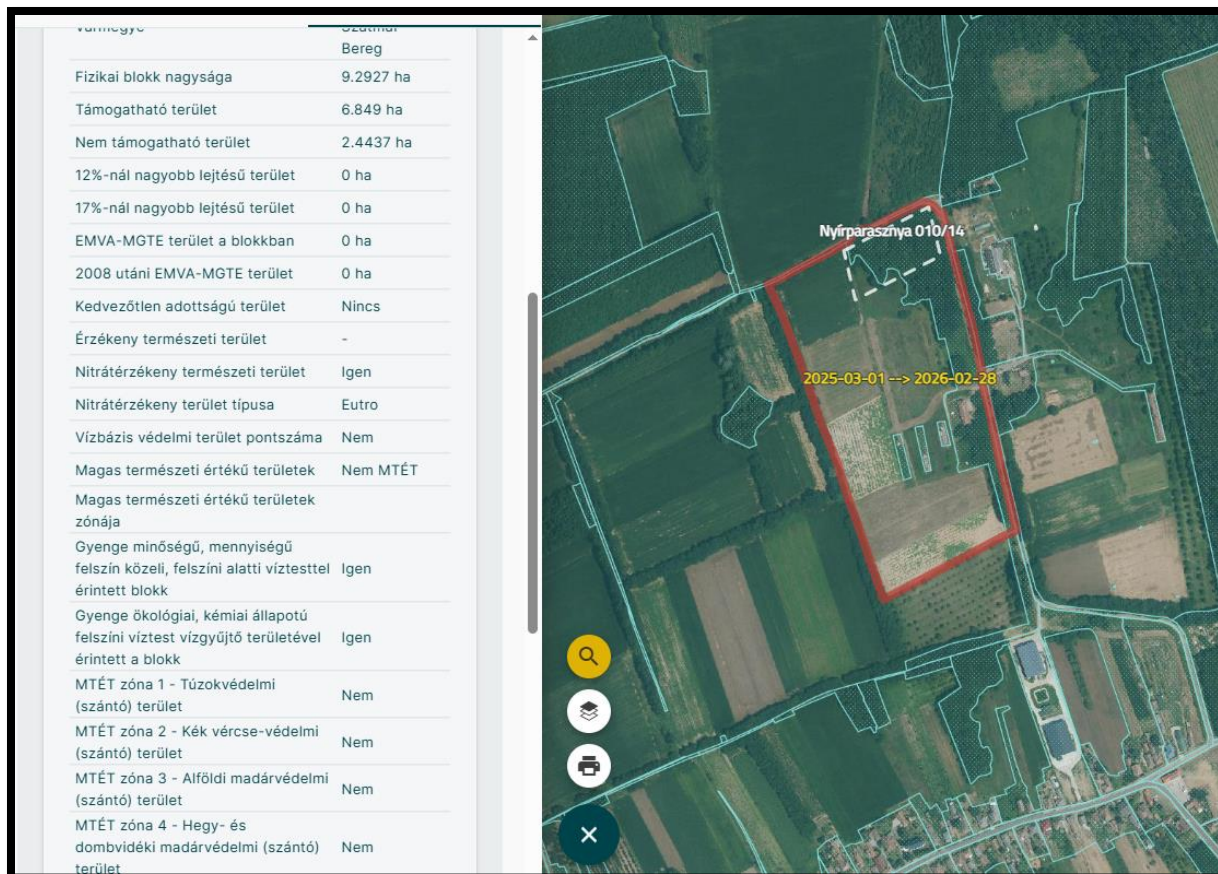 Vármegye Szatmár
Bereg
Fizikai blokk nagysága 9.2927 ha
Támogatható terület 6.849 ha
Nem támogatható terület 2.4437 ha
12%-nál nagyobb lejtésű terület 0 ha
17%-nál nagyobb lejtésű terület 0 ha
EMVA-MGTE terület a blokkban 0 ha
2008 utáni EMVA-MGTE terület 0 ha
Kedvezőtlen adottságú terület Nincs
Érzékeny természeti terület -
Nitrátérzékeny természeti terület Igen
Nitrátérzékeny terület típusa Eutro
Vízbázis védelmi terület pontszáma Nem
Magas természeti értékű területek Nem MTÉT
Magas természeti értékű területek
zónája
Gyenge minőségű, mennyiségű
felszín közeli, felszíni alatti víztesttel Igen
érintett blokk
Gyenge ökológiai, kémiai állapotú
felszíni víztest vízgyűjtő területével Igen
érintett a blokk
MTÉT zóna 1 - Túzokvédelmi
(szántó) terület Nem
MTÉT zóna 2 - Kék vércse-védelmi
(szántó) terület Nem
MTÉT zóna 3 - Alföldi madárvédelmi
(szántó) terület Nem
MTÉT zóna 4 - Hegy- és
dombvidéki madárvédelmi (szántó) Nem
terület
Nyírparasznya 010/14
2025-03-01 --> 2026-02-28